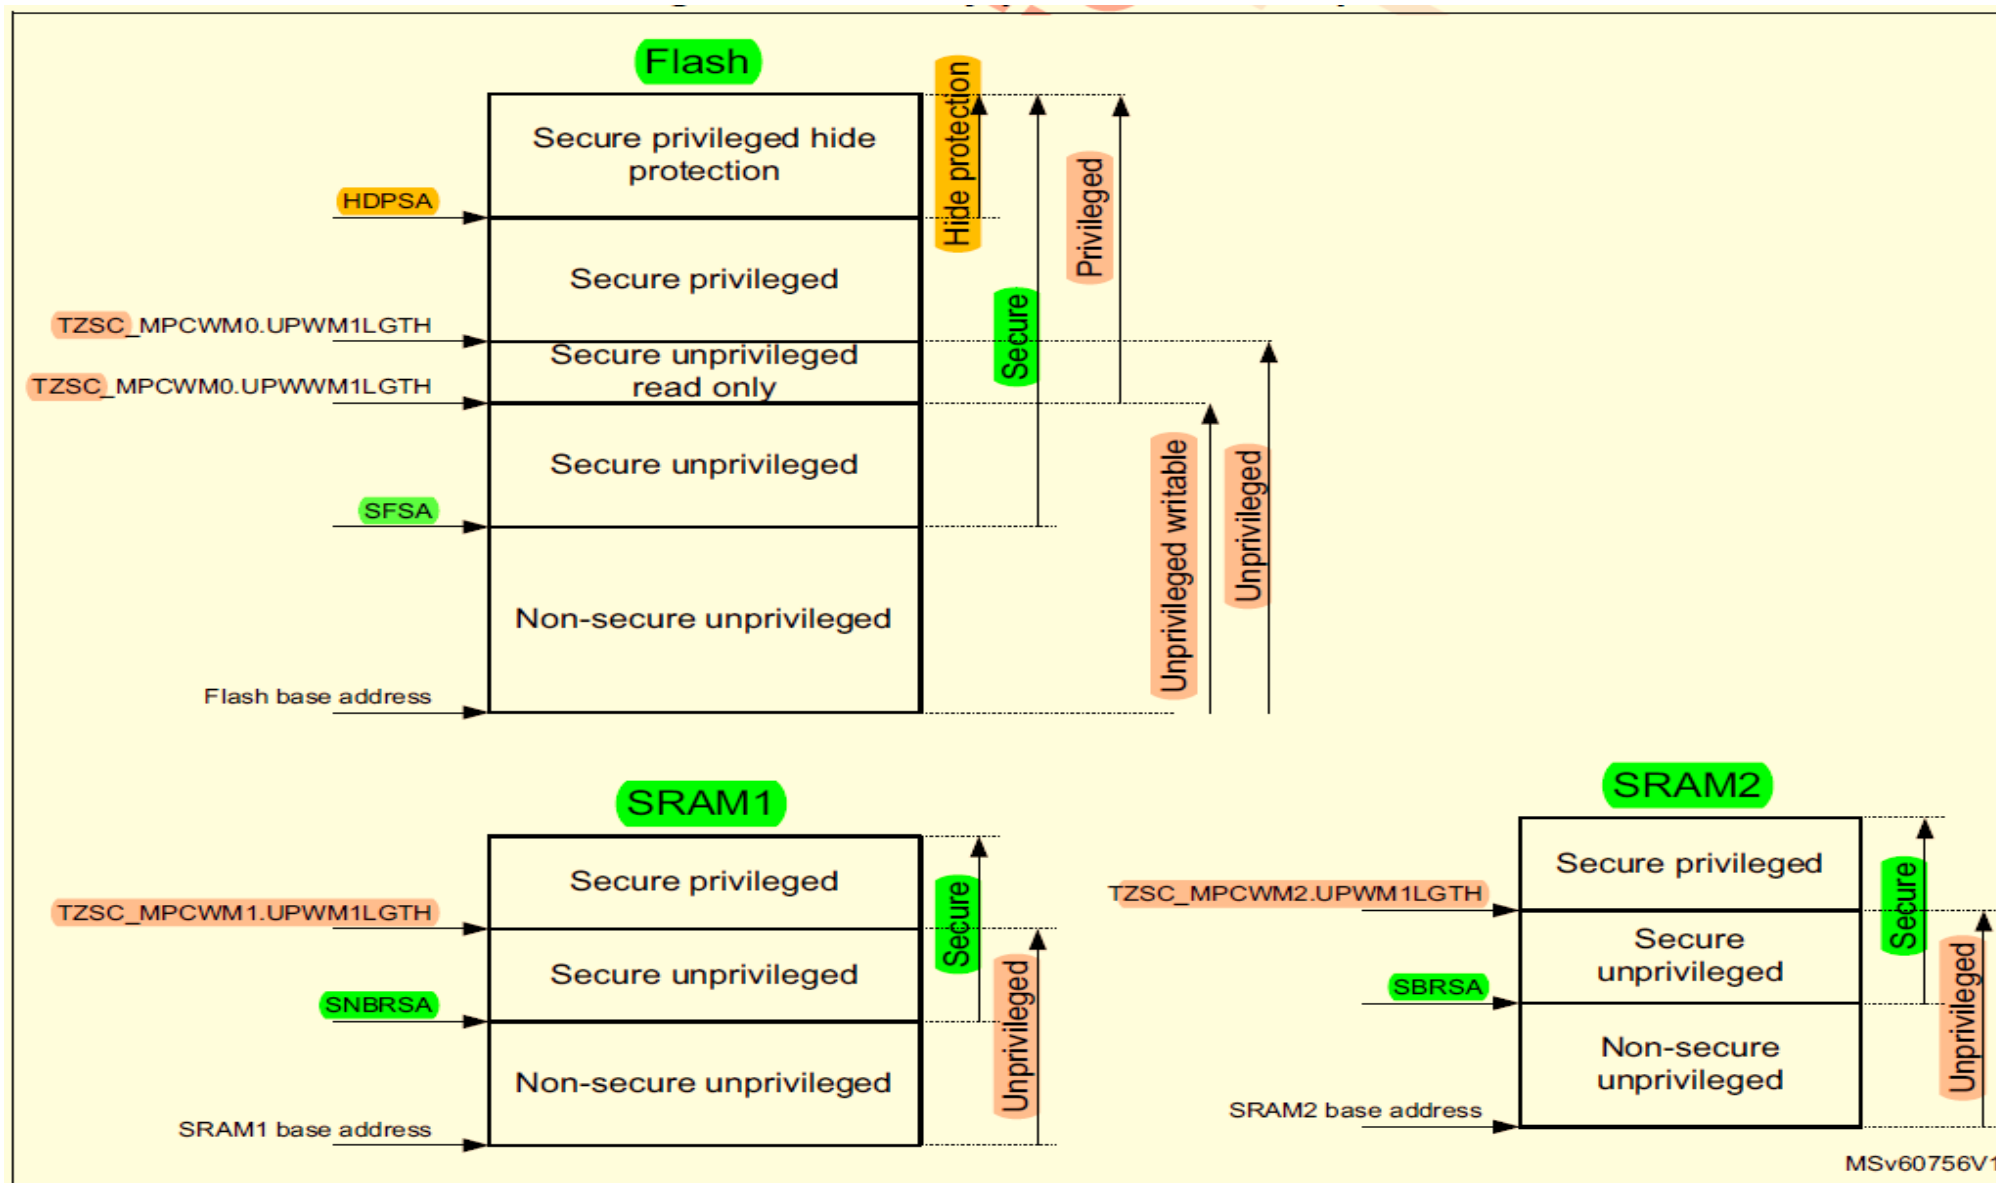 Flash
Hide protection
Secure privileged hide
protection
HDPSA
Privileged
Secure privileged
Secure
TZSC_MPCWM0.UPWM1LGTH
Secure unprivileged
read only
TZSC_MPCWM0.UPWWM1LGTH
Unprivileged writable
Unprivileged
Secure unprivileged
SFSA
Non-secure unprivileged
Flash base address
SRAM1
Secure privileged
TZSC_MPCWM1.UPWM1LGTH
Secure
Secure unprivileged
Unprivileged
SNBRSA
Non-secure unprivileged
SRAM1 base address
SRAM2
Secure privileged
TZSC_MPCWM2.UPWM1LGTH
Secure
Secure
unprivileged
Unprivileged
SBRSA
Non-secure
unprivileged
SRAM2 base address
MSv60756V1